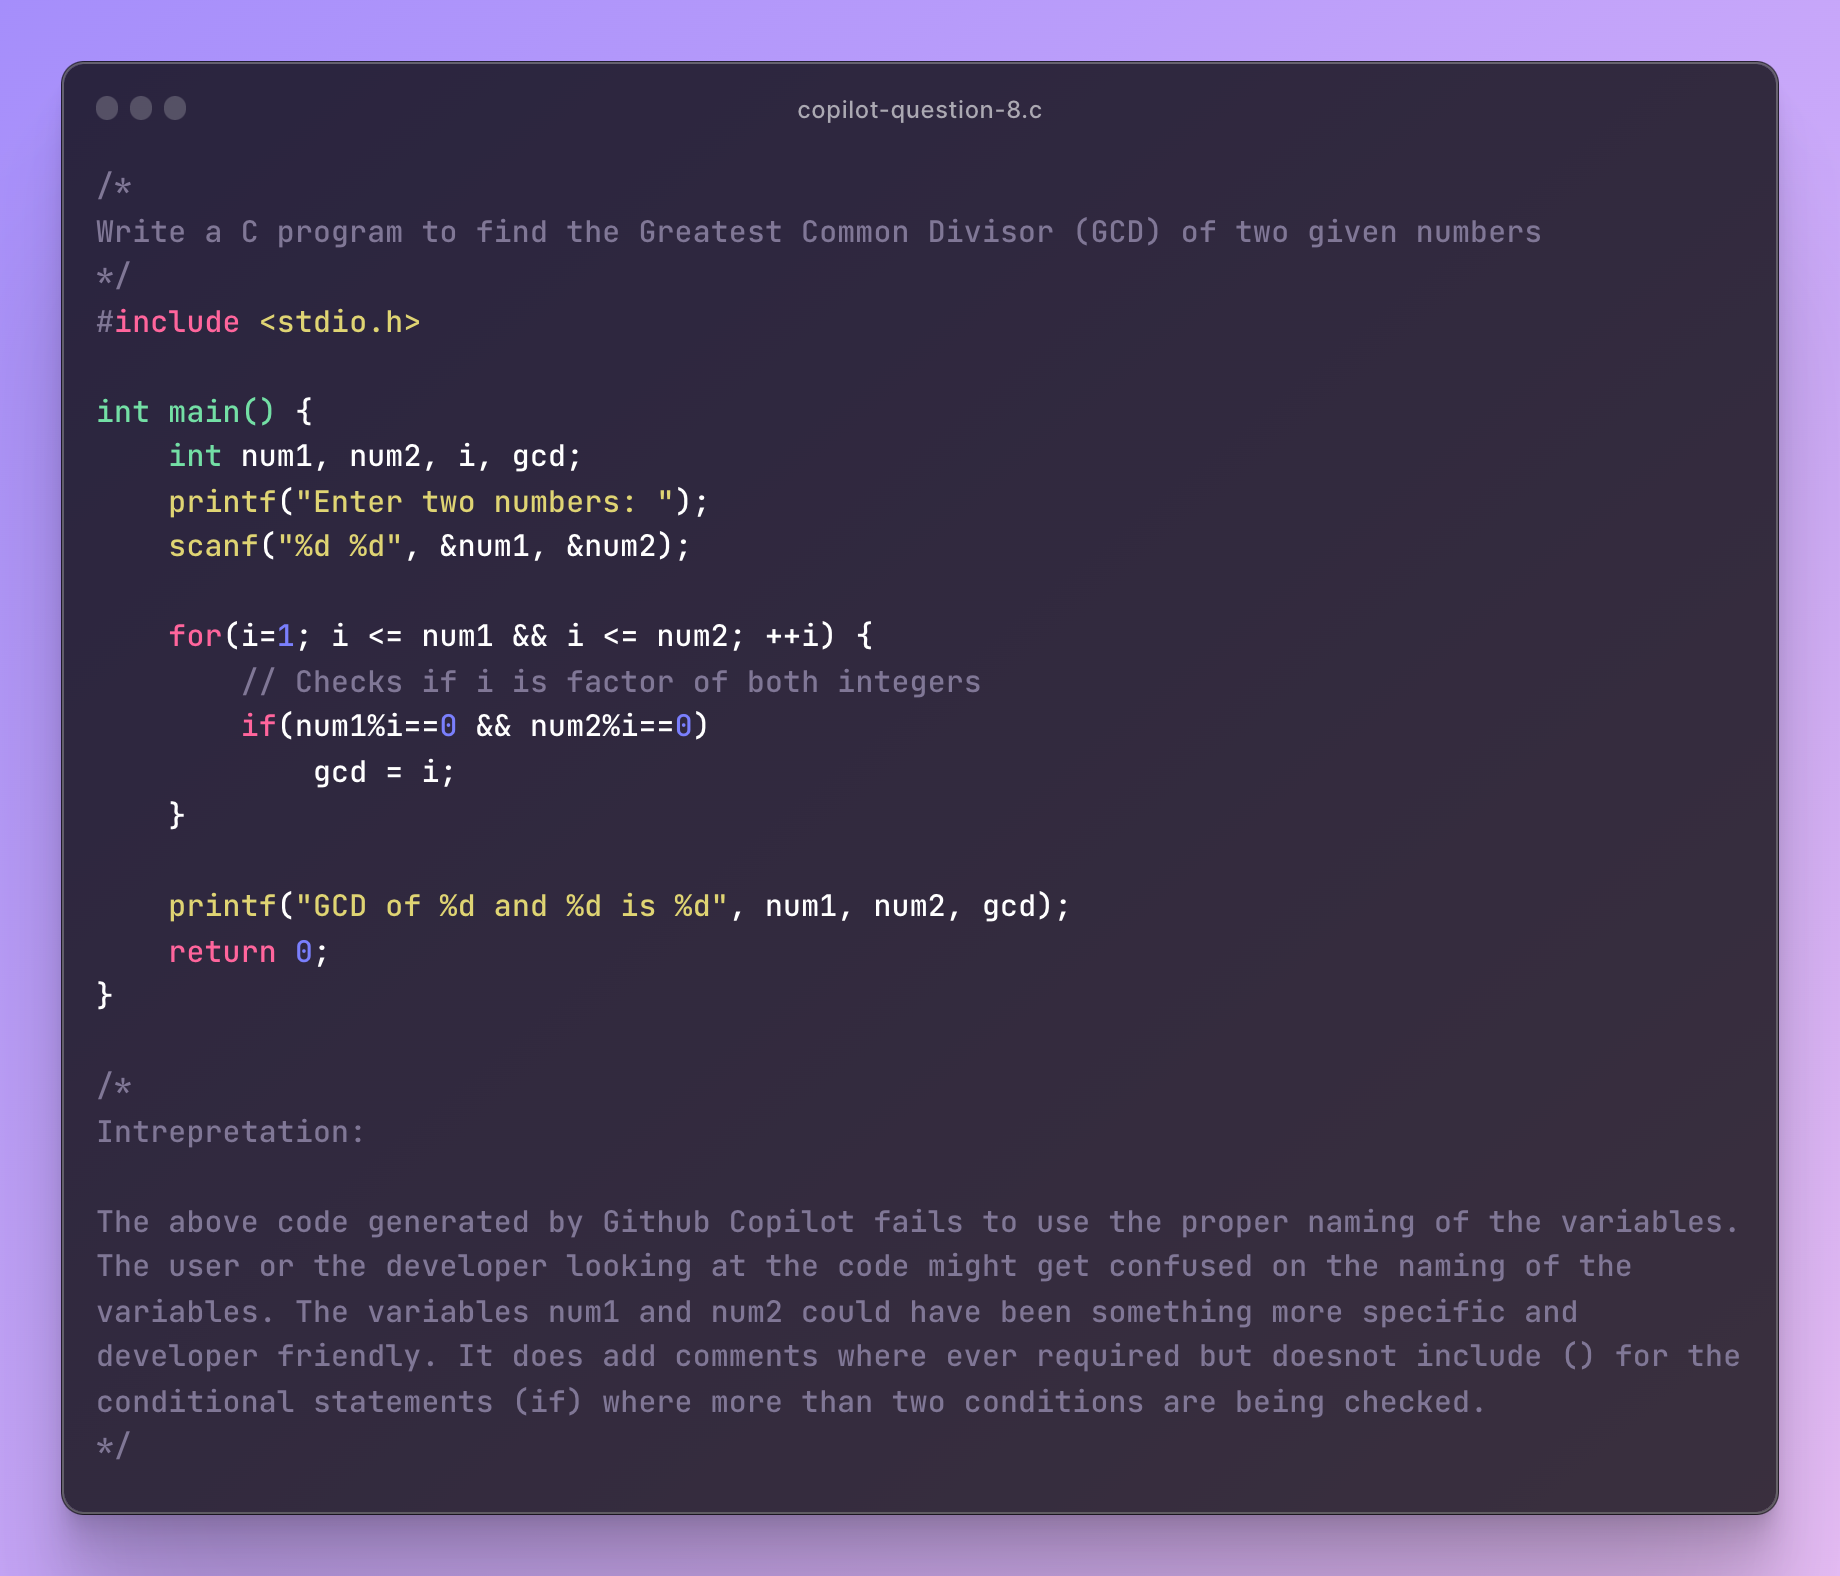 copilot-question-8.c
/*
Write a C program to find the Greatest Common Divisor (GCD) of two given numbers
*/
#include <stdio.h>

int main() {
    int num1, num2, i, gcd;
    printf("Enter two numbers: ");
    scanf("%d %d", &num1, &num2);

    for(i=1; i <= num1 && i <= num2; ++i) {
        // Checks if i is factor of both integers
        if(num1%i==0 && num2%i==0)
            gcd = i;
    }

    printf("GCD of %d and %d is %d", num1, num2, gcd);
    return 0;
}

/*
Intrepretation:

The above code generated by Github Copilot fails to use the proper naming of the variables.
The user or the developer looking at the code might get confused on the naming of the
variables. The variables num1 and num2 could have been something more specific and
developer friendly. It does add comments where ever required but doesnot include () for the
conditional statements (if) where more than two conditions are being checked.
*/